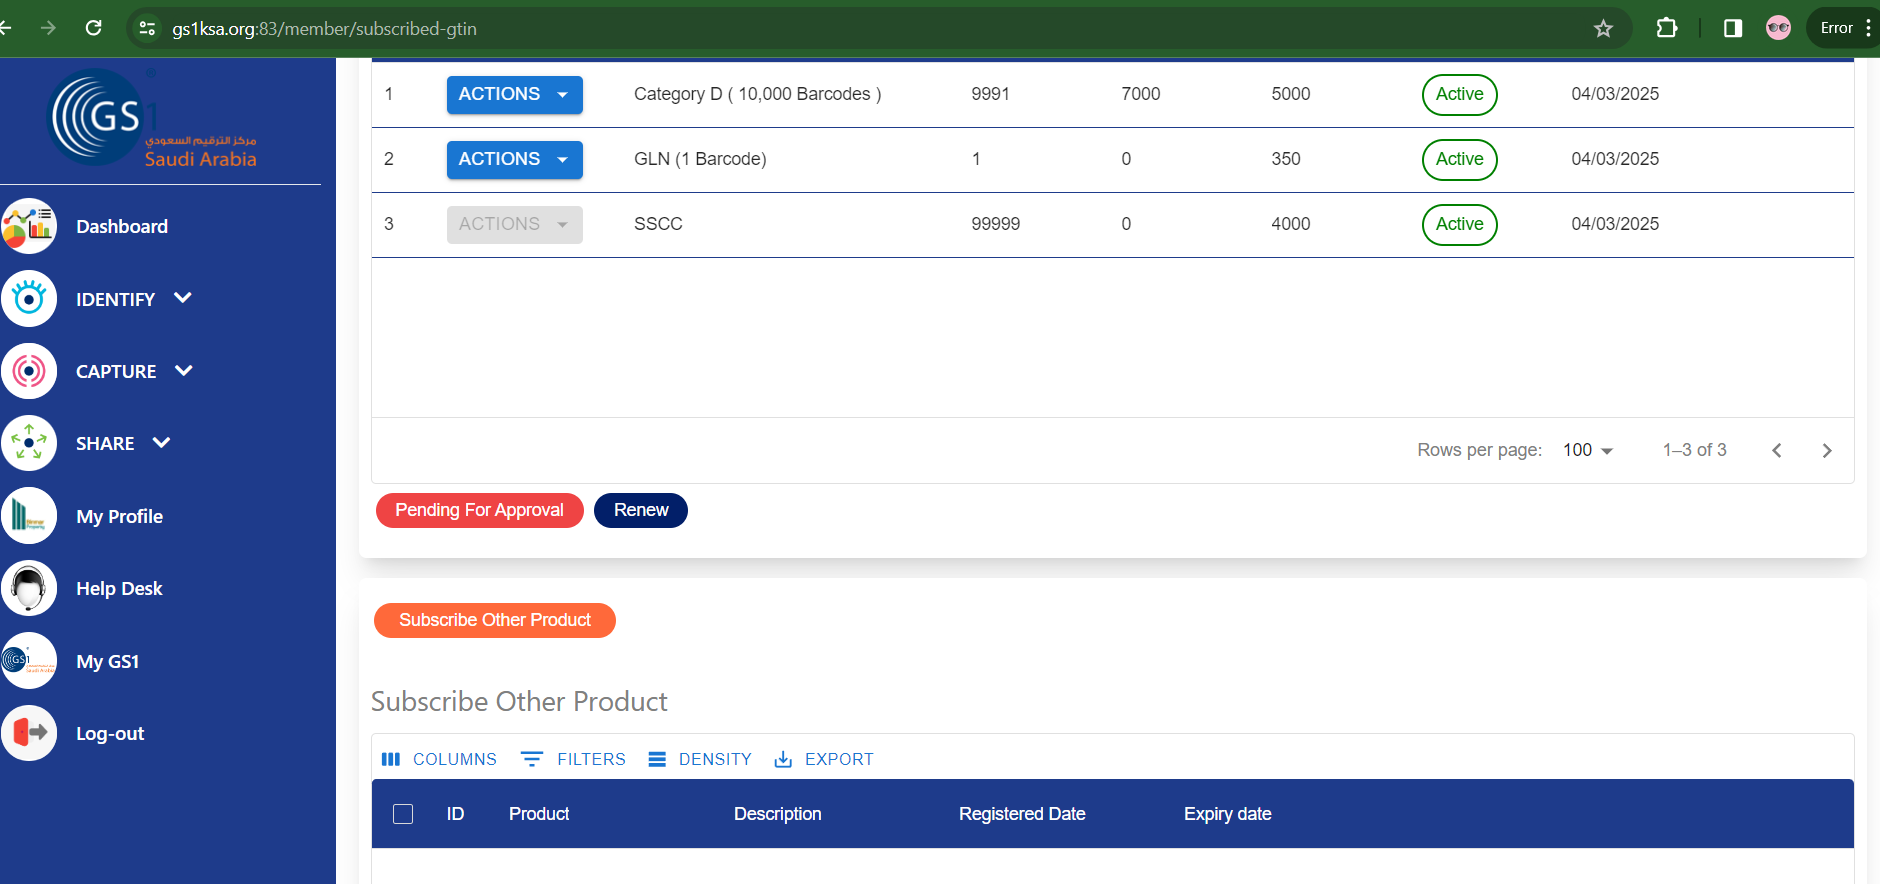 gs1ksa.org:83/member/subscribed-gtin
Error
GS1
مركز الترقيم السعودي
Saudi Arabia
Dashboard
IDENTIFY
CAPTURE
SHARE
My Profile
Help Desk
My GS1
Log-out
1 ACTIONS Category D ( 10,000 Barcodes ) 9991 7000 5000 Active 04/03/2025
2 ACTIONS GLN (1 Barcode) 1 0 350 Active 04/03/2025
3 ACTIONS SSCC 99999 0 4000 Active 04/03/2025
Rows per page: 100 1–3 of 3
Pending For Approval Renew
Subscribe Other Product
Subscribe Other Product
COLUMNS FILTERS DENSITY EXPORT
ID Product Description Registered Date Expiry date